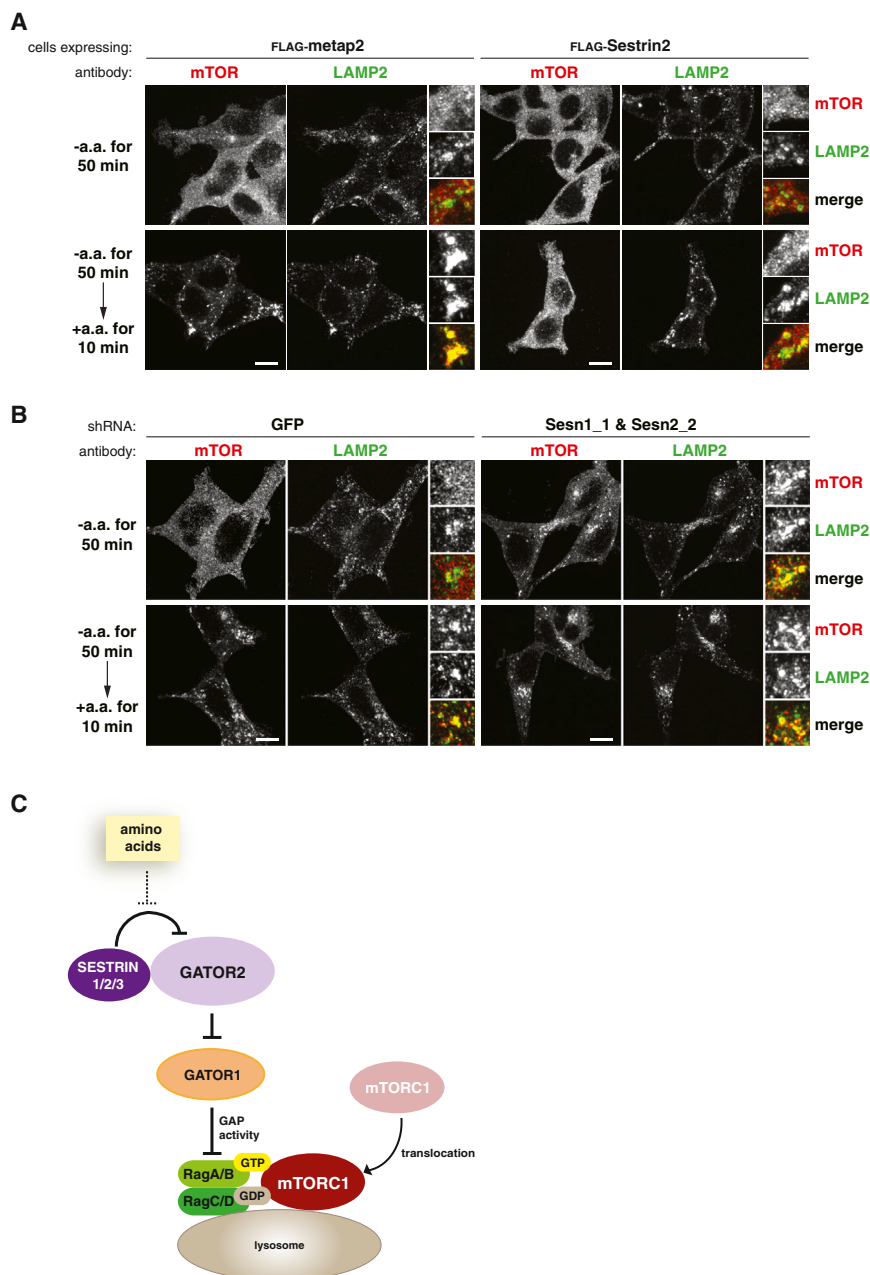 A
cells expressing: FLAG-metap2 FLAG-Sestrin2
antibody: mTOR LAMP2 mTOR LAMP2
-a.a. for
50 min
mTOR
LAMP2
merge
-a.a. for
50 min
+a.a. for
10 min
mTOR
LAMP2
merge
B
shRNA: GFP Sesn1_1 & Sesn2_2
antibody: mTOR LAMP2 mTOR LAMP2
-a.a. for
50 min
mTOR
LAMP2
merge
-a.a. for
50 min
+a.a. for
10 min
mTOR
LAMP2
merge
C
amino
acids
SESTRIN
1/2/3
GATOR2
GATOR1
mTORC1
GAP
activity
translocation
RagA/B
GTP
mTORC1
RagC/D
GDP
lysosome